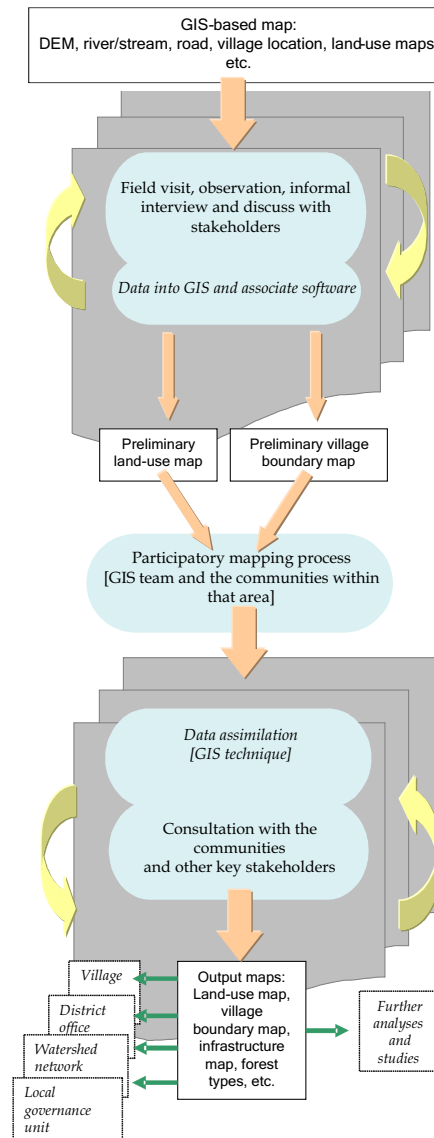 GIS-based map:
DEM, river/stream, road, village location, land-use maps
etc.
Field visit, observation, informal
interview and discuss with
stakeholders
Data into GIS and associate software
Preliminary
land-use map
Preliminary village
boundary map
Participatory mapping process
[GIS team and the communities within
that area]
Data assimilation
[GIS technique]
Consultation with the
communities
and other key stakeholders
Village
District
office
Watershed
network
Local
governance
unit
Output maps:
Land-use map,
village
boundary map,
infrastructure
map, forest
types, etc.
Further
analyses
and
studies